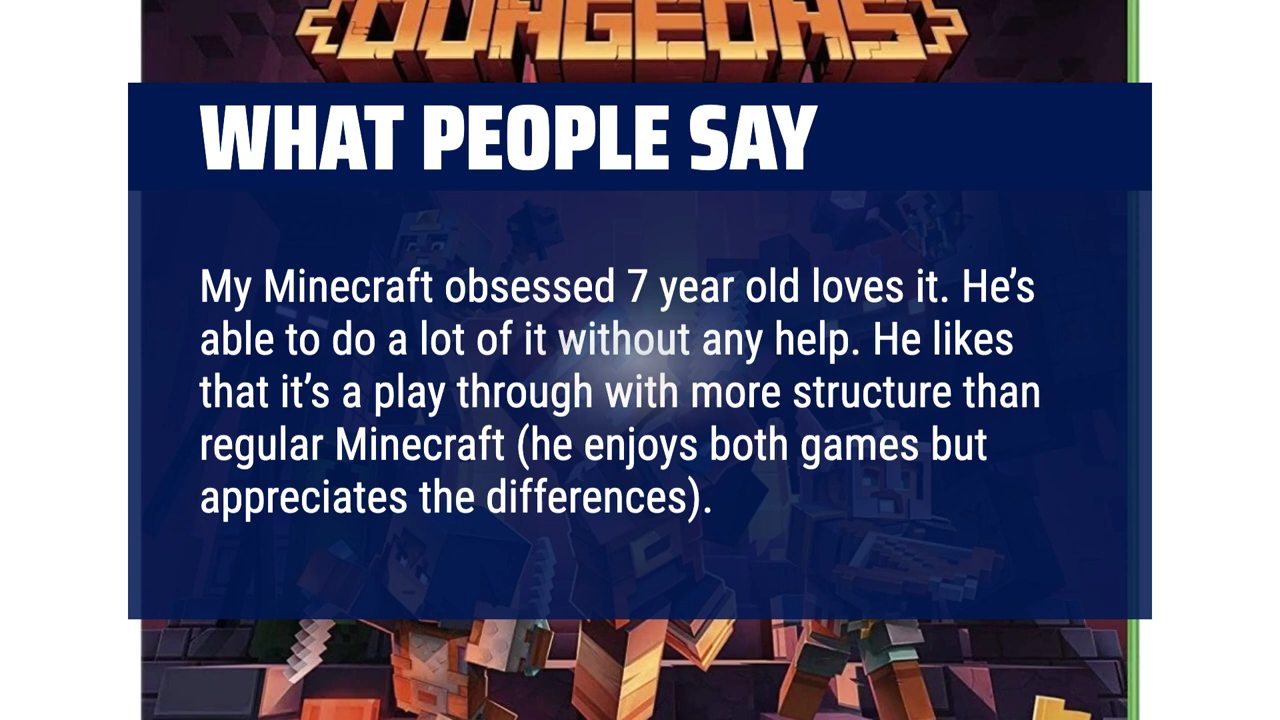 DUNGEONS
WHAT PEOPLE SAY
My Minecraft obsessed 7 year old loves it. He’s
able to do a lot of it without any help. He likes
that it’s a play through with more structure than
regular Minecraft (he enjoys both games but
appreciates the differences).